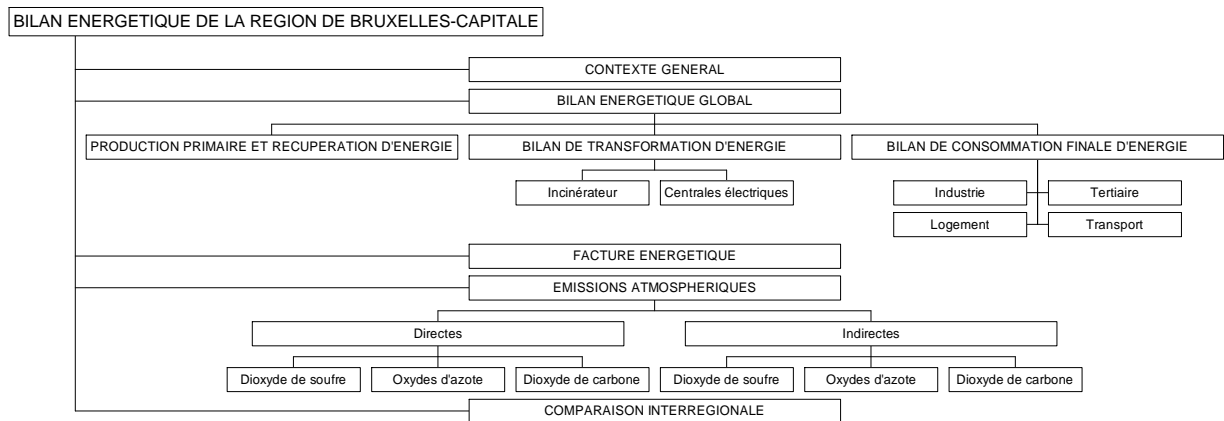 BILAN ENERGETIQUE DE LA REGION DE BRUXELLES-CAPITALE
CONTEXTE GENERAL
BILAN ENERGETIQUE GLOBAL
PRODUCTION PRIMAIRE ET RECUPERATION D'ENERGIE
BILAN DE TRANSFORMATION D'ENERGIE
BILAN DE CONSOMMATION FINALE D'ENERGIE
Incinérateur
Centrales électriques
Industrie
Tertiaire
Logement
Transport
FACTURE ENERGETIQUE
EMISSIONS ATMOSPHERIQUES
Directes
Indirectes
Dioxyde de soufre
Oxydes d'azote
Dioxyde de carbone
Dioxyde de soufre
Oxydes d'azote
Dioxyde de carbone
COMPARAISON INTERREGIONALE